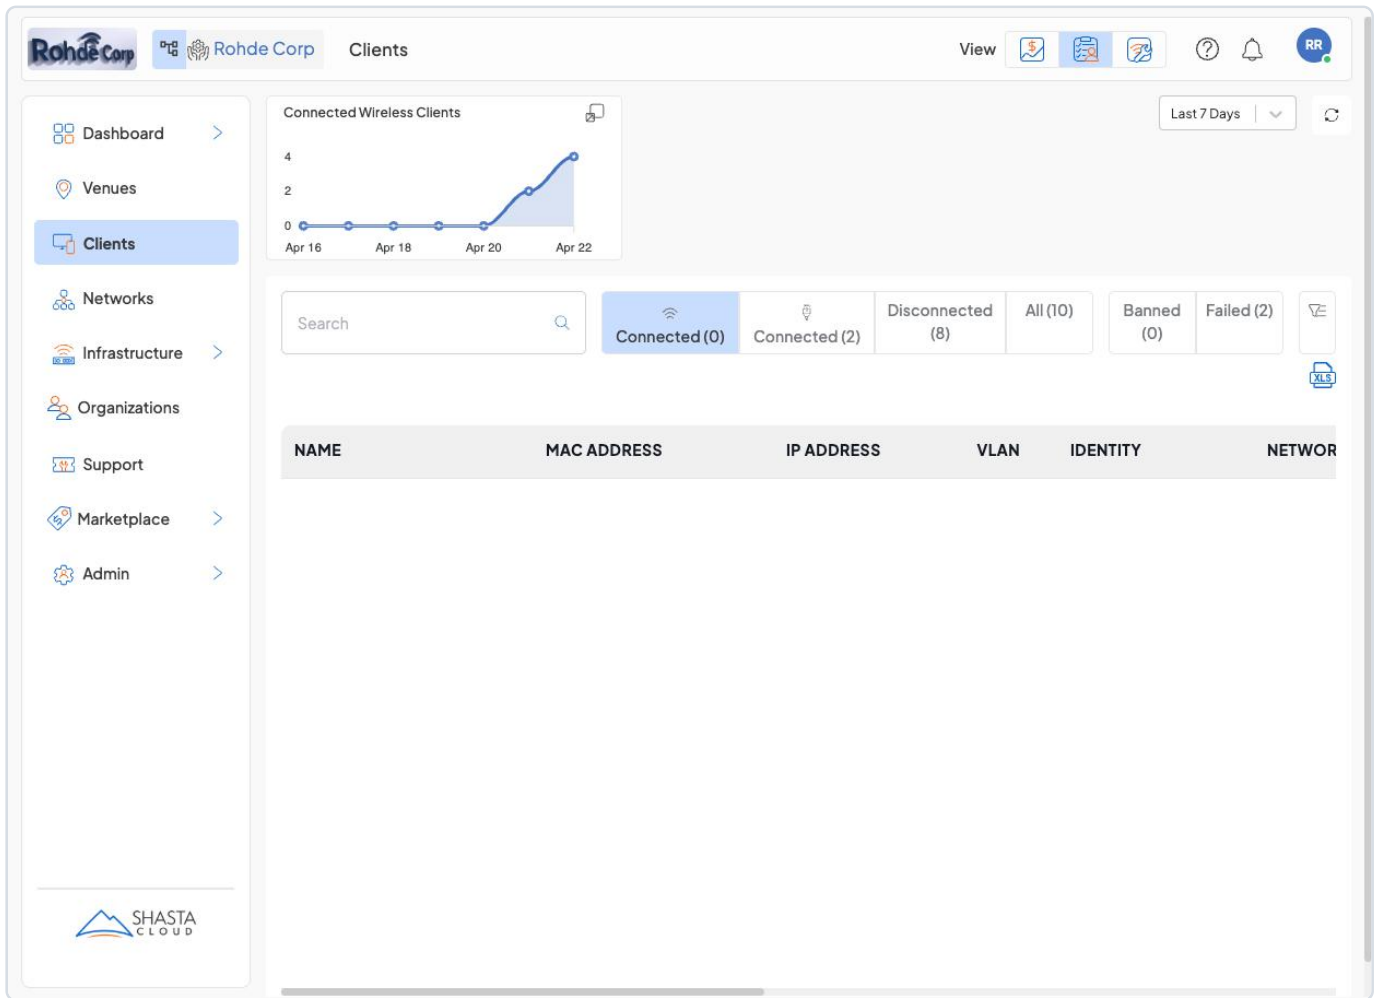 Rohde Corp
Rohde Corp
Clients
View
RR
Dashboard
Venues
Clients
Networks
Infrastructure
Organizations
Support
Marketplace
Admin
SHASTA
CLOUD
Connected Wireless Clients
4
2
0
Apr 16 Apr 18 Apr 20 Apr 22
Last 7 Days
Search
Connected (0)
Connected (2)
Disconnected
(8)
All (10)
Banned
(0)
Failed (2)
XLS
NAME MAC ADDRESS IP ADDRESS VLAN IDENTITY NETWOR